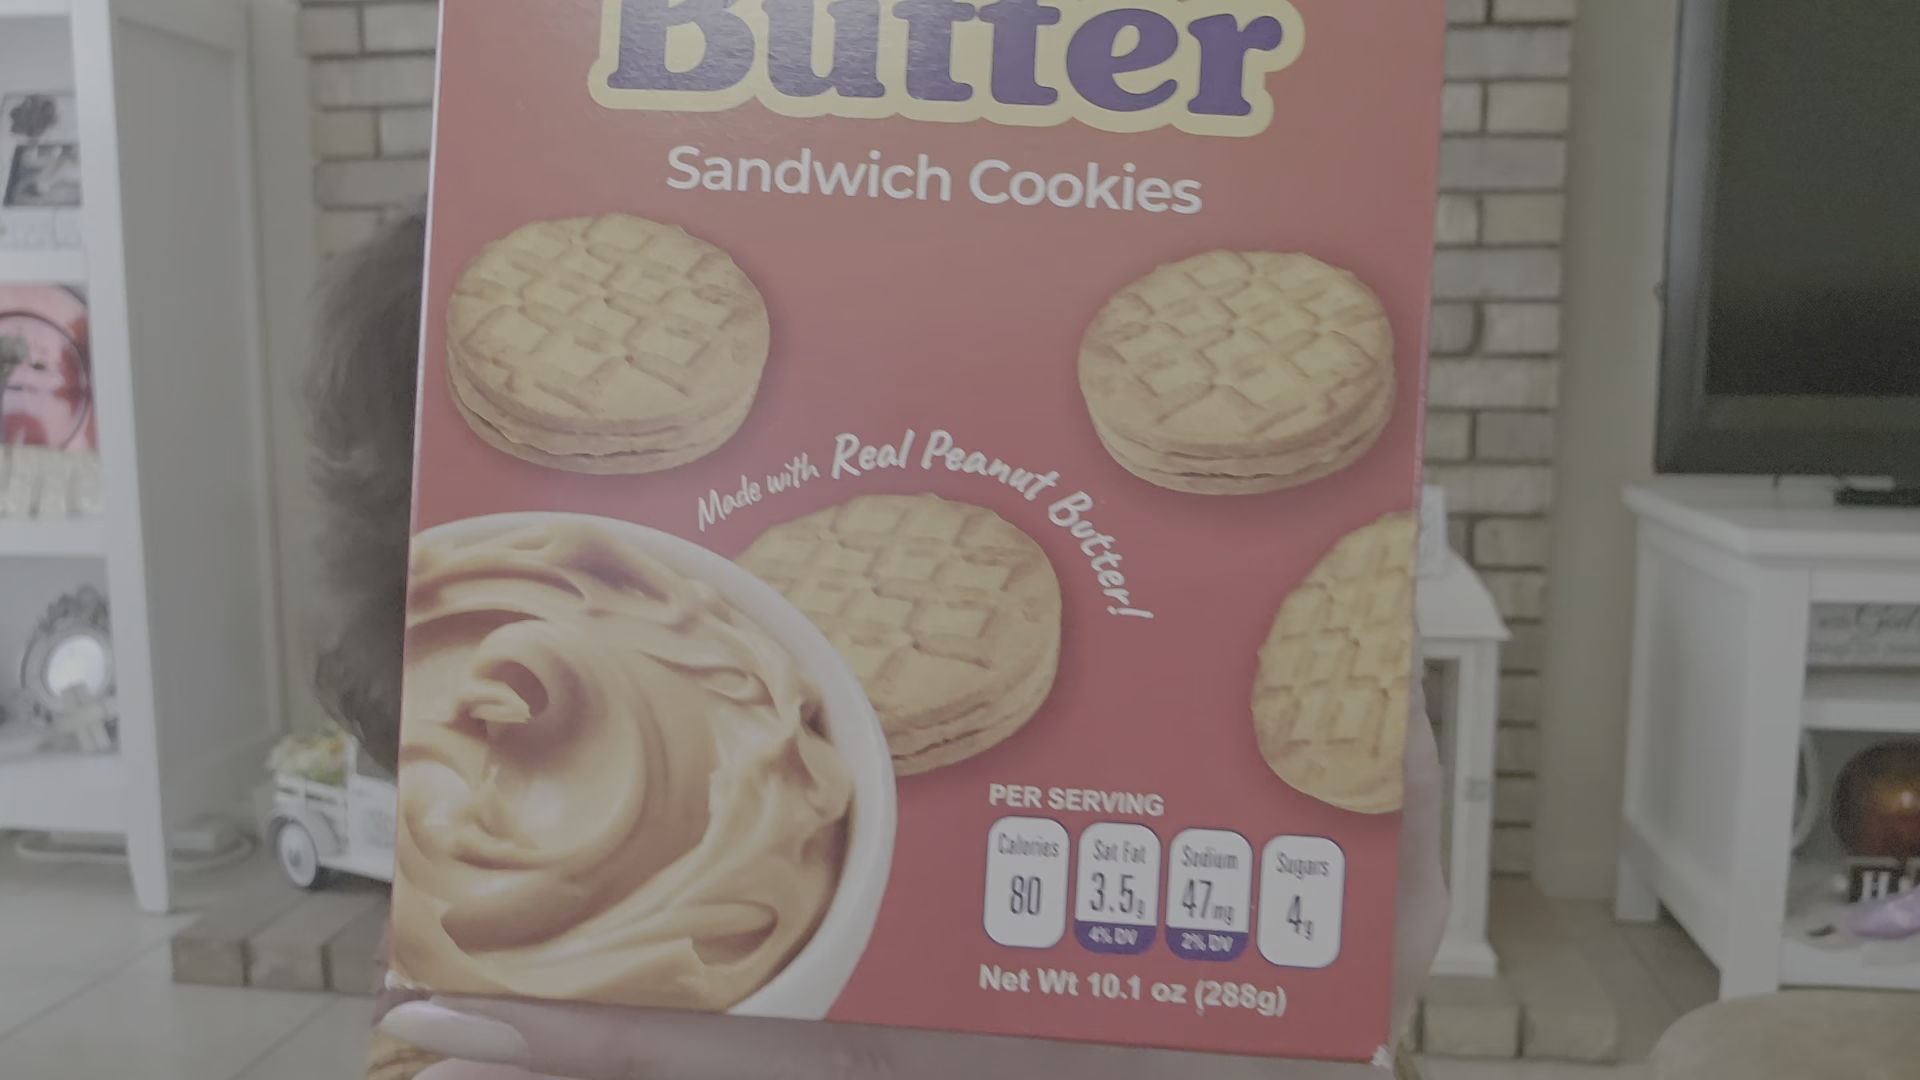 Butter
Sandwich Cookies
Made with Real Peanut Butter!
PER SERVING
Calories
80
Sat Fat
3.5g
4% DV
Sodium
47mg
2% DV
Sugars
4g
Net Wt 10.1 oz (288g)
God